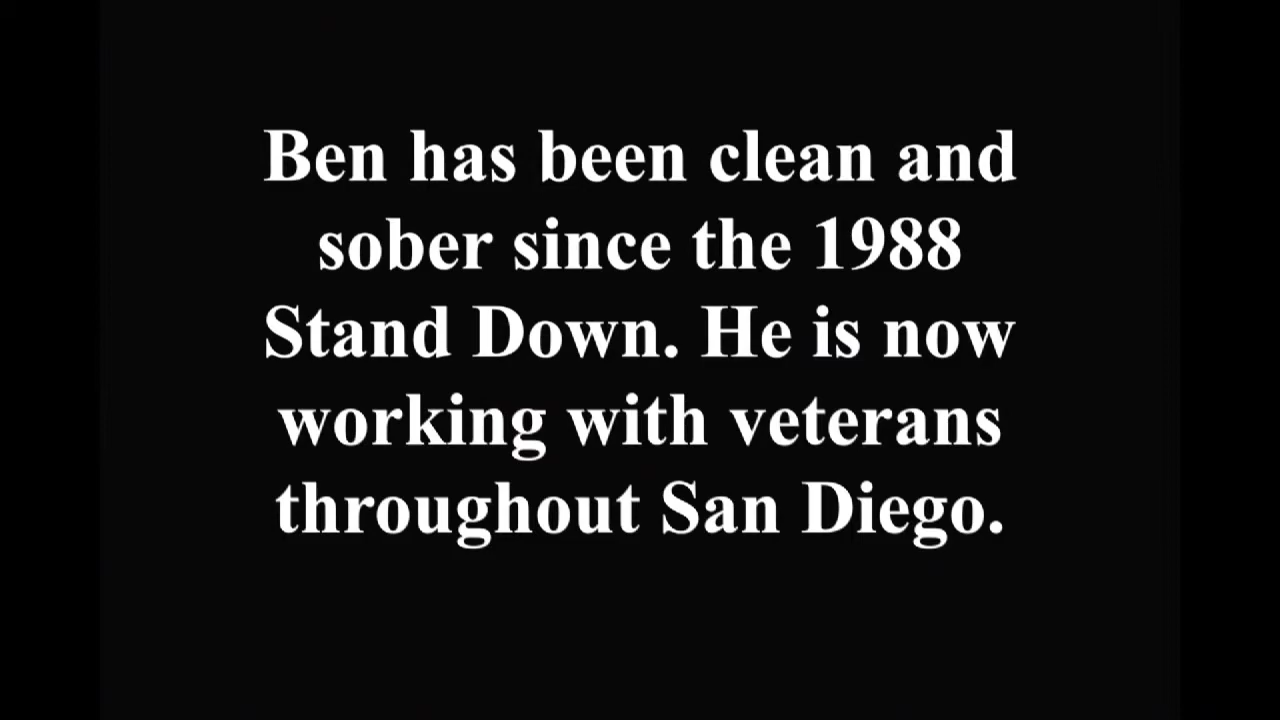 Ben has been clean and
sober since the 1988
Stand Down. He is now
working with veterans
throughout San Diego.